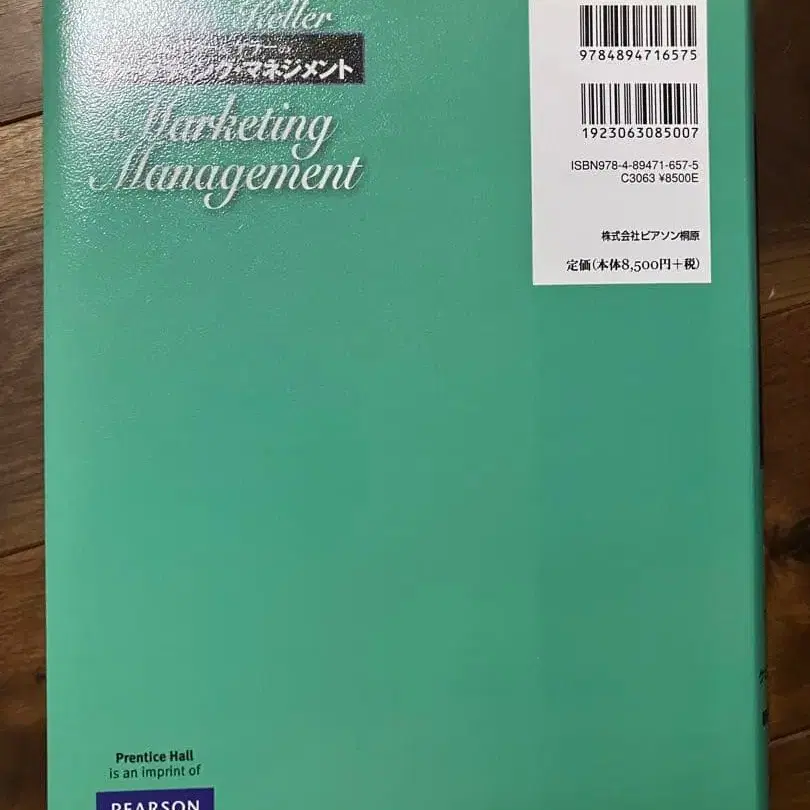 Keller
マネジメント
Marketing
Management
9784894716575
1923063085007
ISBN978-4-89471-657-5
C3063 ¥8500E
株式会社ピアソン桐原
定価(本体8,500円+税)
Prentice Hall
is an imprint of
PEARSON